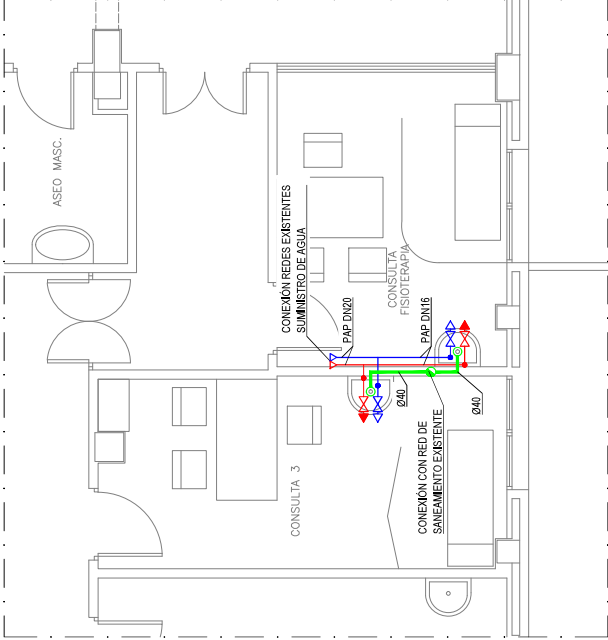 ASEO MASC.
CONEXIÓN REDES EXISTENTES
SUMINISTRO DE AGUA
PAP DN20
CONSULTA
FISIOTERAPIA
PAP DN16
Ø40
Ø40
CONSULTA 3
CONEXIÓN CON RED DE
SANEAMIENTO EXISTENTE